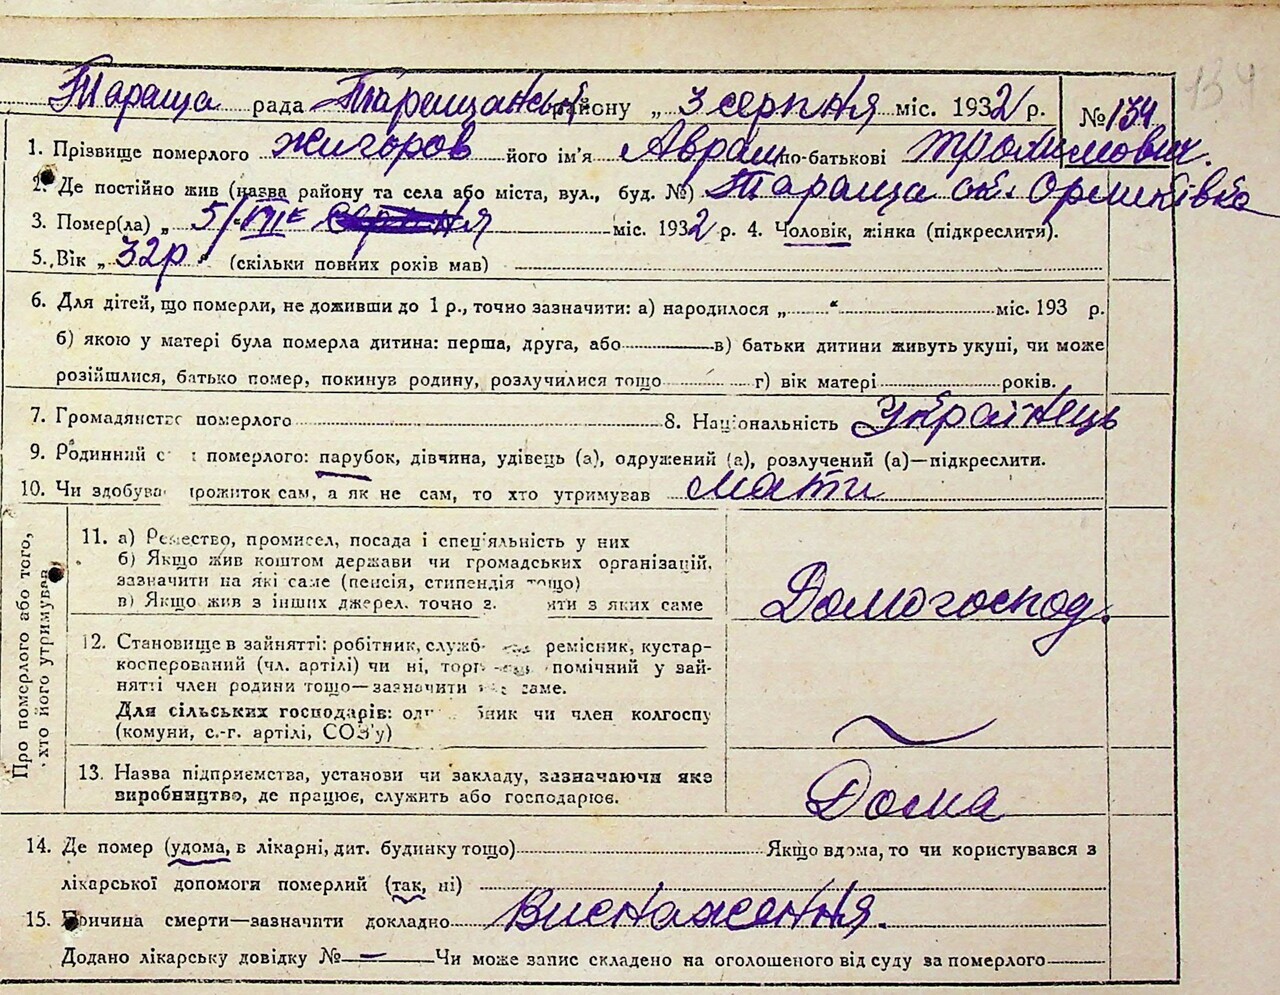 134
Тараща рада Таращанськ району „ 3 серпня міс. 1932 р. № 134
1. Прізвище померлого Жигоров його ім'я Аврам по-батькові Трохимович.
2. Де постійно жив (назва району та села або міста, вул., буд. №) Тараща
3. Помер(ла) „ 5/VIIIє міс. 1932 р. 4. Чоловік, жінка (підкреслити).
5. Вік „ 32р " (скільки повних років мав)
6. Для дітей, що померли, не доживши до 1 р., точно зазначити: а) народилося „ " міс. 193 р.
б) якою у матері була померла дитина: перша, друга, або в) батьки дитини живуть укупі, чи може
розійшлися, батько помер, покинув родину, розлучилися тощо г) вік матері років.
7. Громадянство померлого 8. Національність Українець
9. Родинний с померлого: парубок, дівчина, удівець (а), одружений (а), розлучений (а)—підкреслити.
10. Чи здобува прожиток сам, а як не сам, то хто утримував Мати
Про померлого або того,
хто його утримував
11. а) Ремество, промисел, посада і спеціяльність у них
б) Якщо жив коштом держави чи громадських організацій,
зазначити на які саме (пенсія, стипендія тощо)
в) Якщо жив з інших джерел, точно з ити з яких саме
Домогоспод.
12. Становище в зайнятті: робітник, служб ремісник, кустар-
косперований (чл. артілі) чи ні, торг помічний у зай-
нятті член родини тощо—зазначити саме.
Для сільських господарів: од ник чи член колгоспу
(комуни, с.-г. артілі, СОЗ'у)
13. Назва підприємства, установи чи закладу, зазначаючи яке
виробництво, де працює, служить або господарює.
Дома
14. Де помер (удома, в лікарні, дит. будинку тощо) Якщо вдома, то чи користувався з
лікарської допомоги померлий (так, ні)
15. Причина смерти—зазначити докладно Виснаження.
Додано лікарську довідку № — Чи може запис складено на оголошеного від суду за померлого